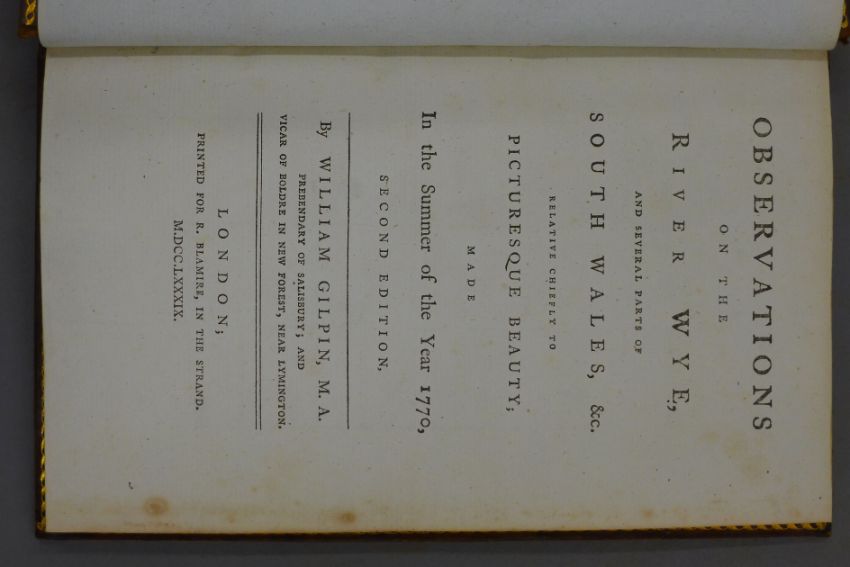 OBSERVATIONS
ON THE
RIVER WYE,
AND SEVERAL PARTS OF
SOUTH WALES, &c.
RELATIVE CHIEFLY TO
PICTURESQUE BEAUTY;
MADE
In the Summer of the Year 1770,
SECOND EDITION,
By WILLIAM GILPIN, M. A.
PREBENDARY OF SALISBURY; AND
VICAR OF BOLDRE IN NEW FOREST, NEAR LYMINGTON.
LONDON;
PRINTED FOR R. BLAMIRE, IN THE STRAND.
M.DCC.LXXXIX.